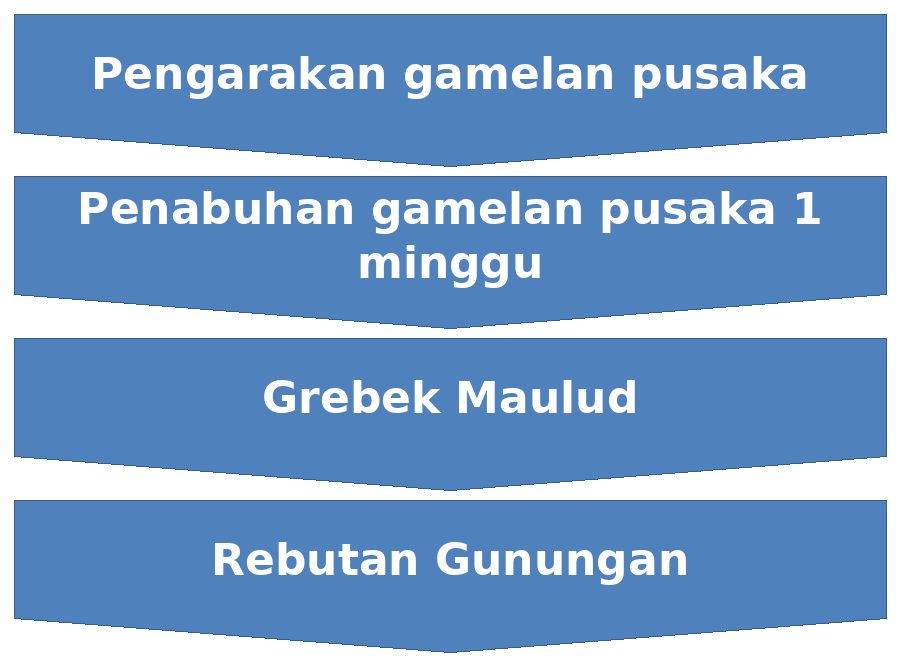 Pengarakan gamelan pusaka
Penabuhan gamelan pusaka 1
minggu
Grebek Maulud
Rebutan Gunungan